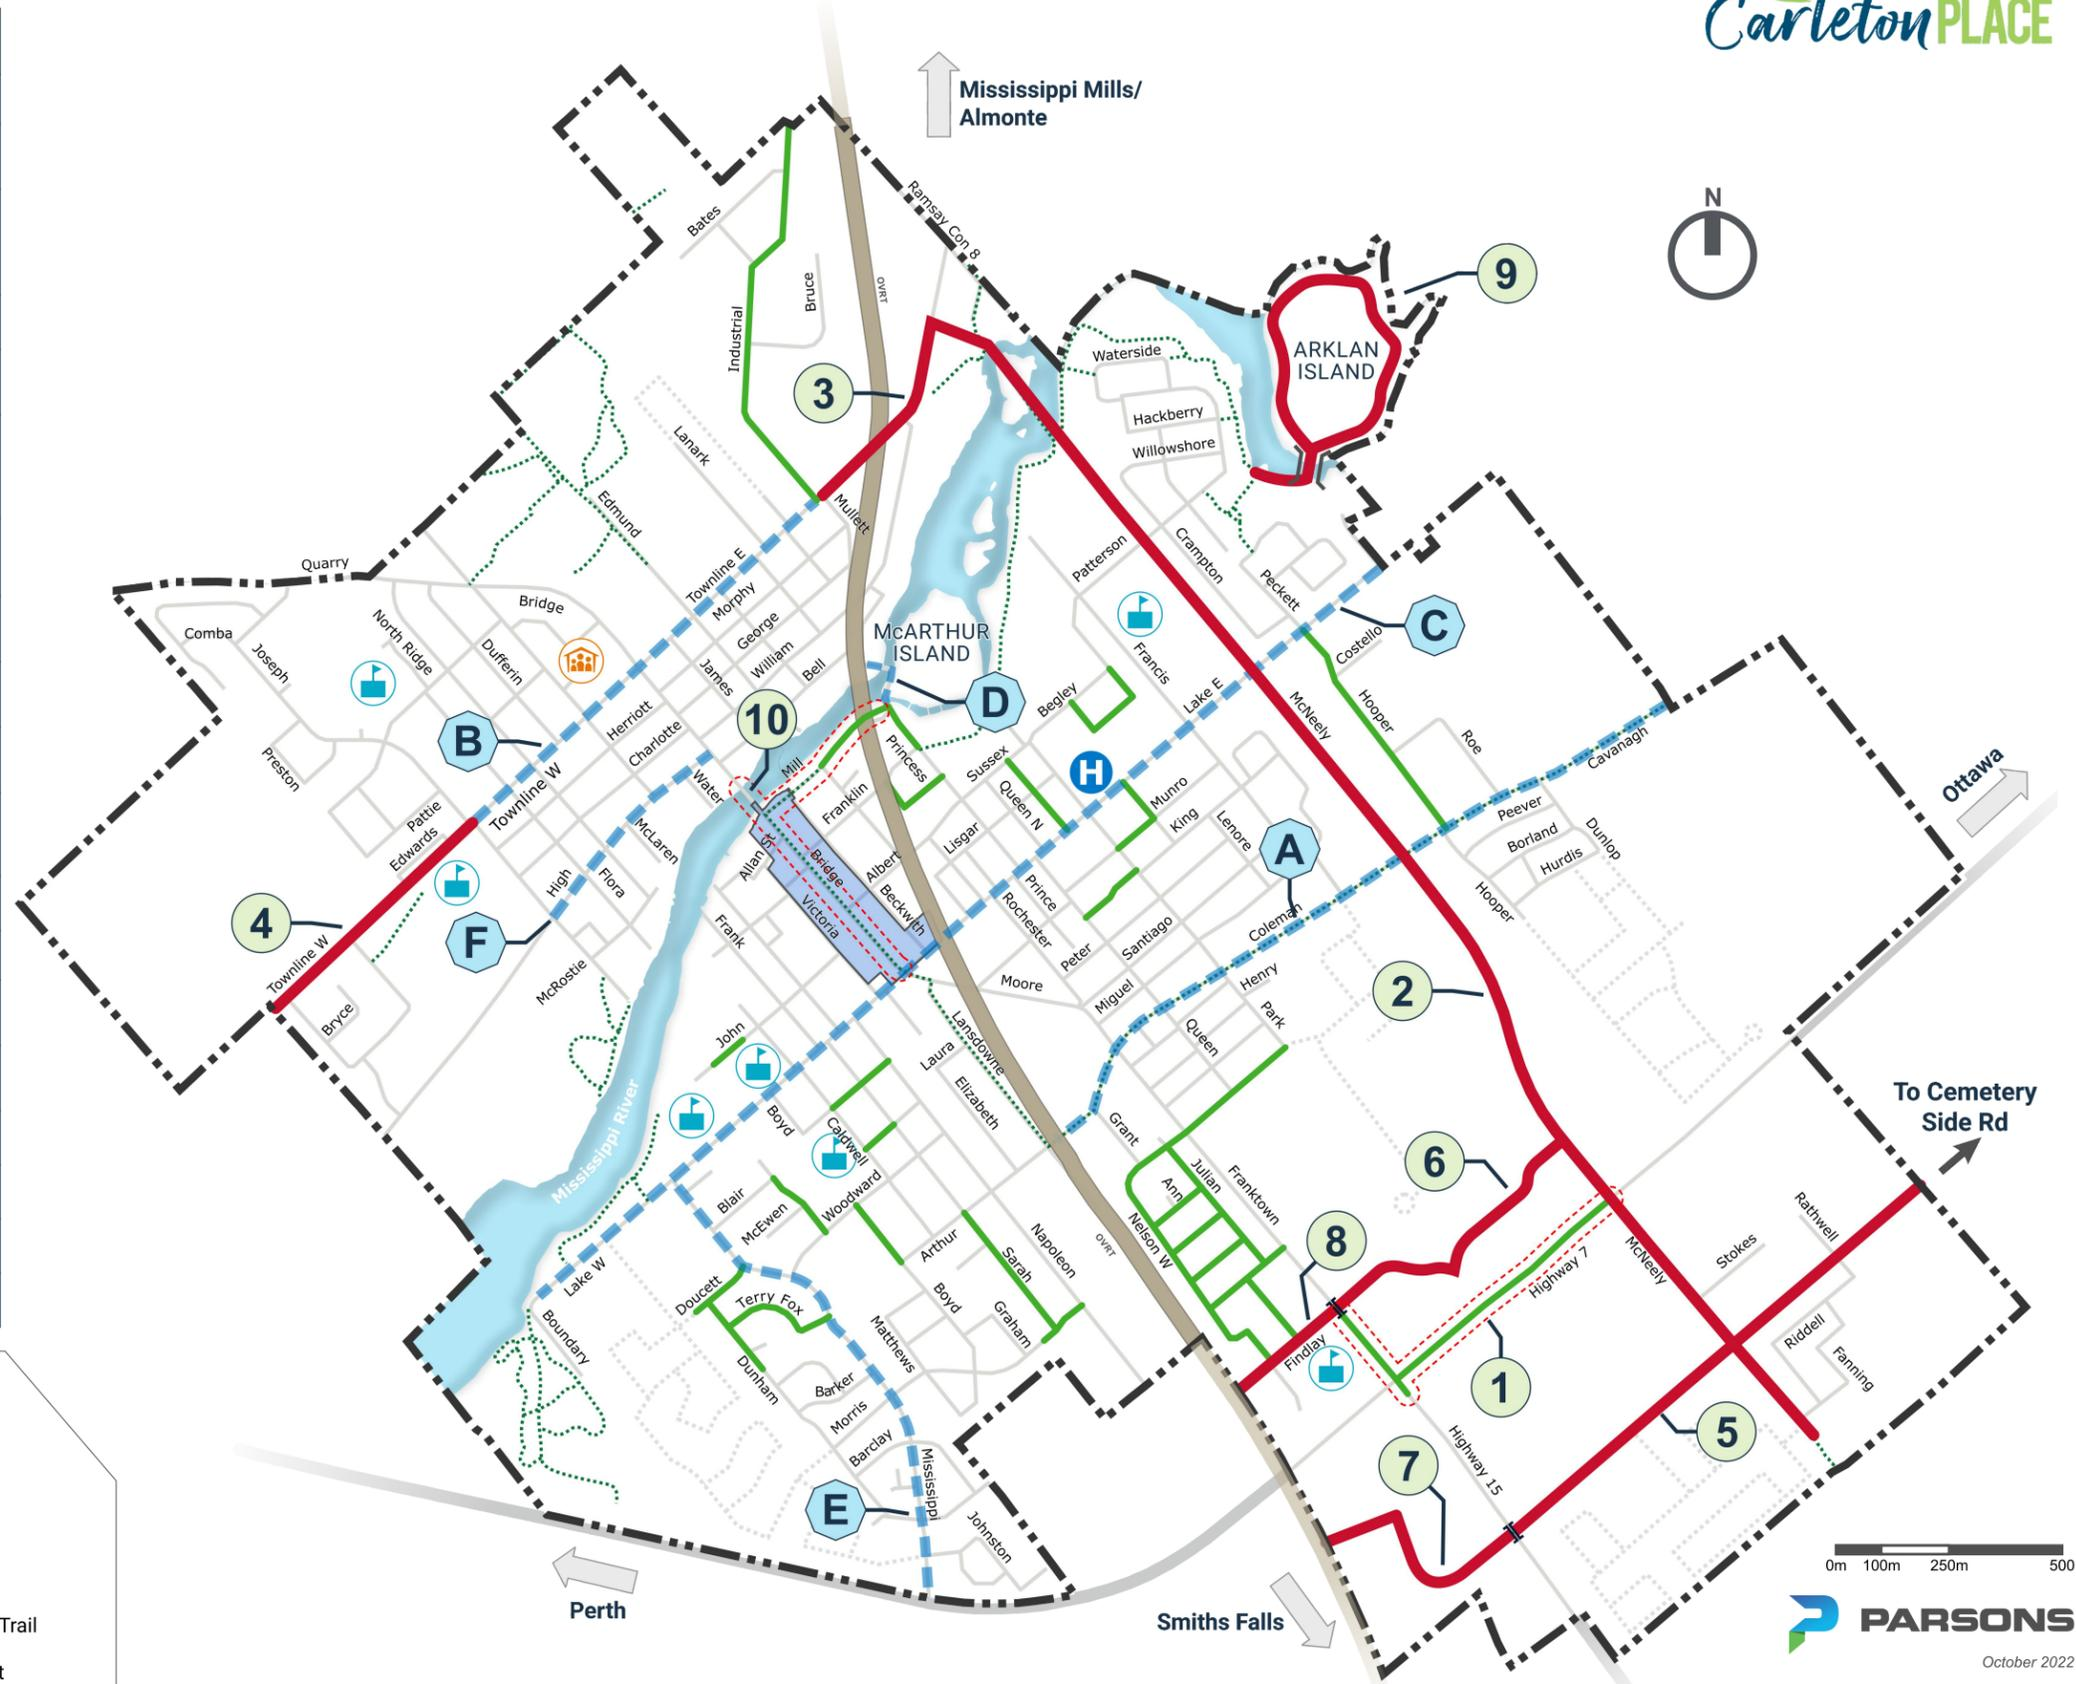 Carleton PLACE
Mississippi Mills/
Almonte
N
Ramsay Con 8
Bates
Bruce
OVRT
Industrial
9
ARKLAN
ISLAND
Waterside
Hackberry
Willowshore
3
Lanark
Mullett
Edmund
Quarry
Townline E
Morphy
George
William
Bell
James
Bridge
Comba
Joseph
North Ridge
Dufferin
Patterson
Crampton
Peckett
C
Costello
McARTHUR
ISLAND
D
Francis
Begley
Lake E
McNeely
Hooper
Roe
Cavanagh
Ottawa
B
Herriott
Charlotte
10
Mill
Water
Princess
Sussex
Queen N
H
Munro
King
Lenore
A
Peever
Borland
Hurdis
Dunlop
Hooper
Preston
Pattie
Edwards
Townline W
McLaren
Flora
High
Allan St
Franklin
Bridge
Albert
Beckwith
Victoria
Lisgar
Prince
Rochester
Peter
Santiago
Coleman
4
F
Townline W
Bryce
McRostie
Frank
Moore
Miguel
Henry
Park
Queen
2
John
Lansdowne
Laura
Elizabeth
Mississippi River
Boyd
Caldwell
Grant
Julian
Ann
Franktown
Nelson W
To Cemetery
Side Rd
6
Blair
McEwen
Woodward
Arthur
Sarah
Napoleon
OVRT
8
Highway 7
McNeely
Stokes
Rathwell
Lake W
Doucett
Terry Fox
Boyd
Graham
Matthews
Boundary
Dunham
Barker
Morris
Barclay
Findlay
1
Riddell
Fanning
5
7
Highway 15
E
Mississippi
Johnston
Perth
Smiths Falls
0m 100m 250m 500
PARSONS
October 2022
Trail
t